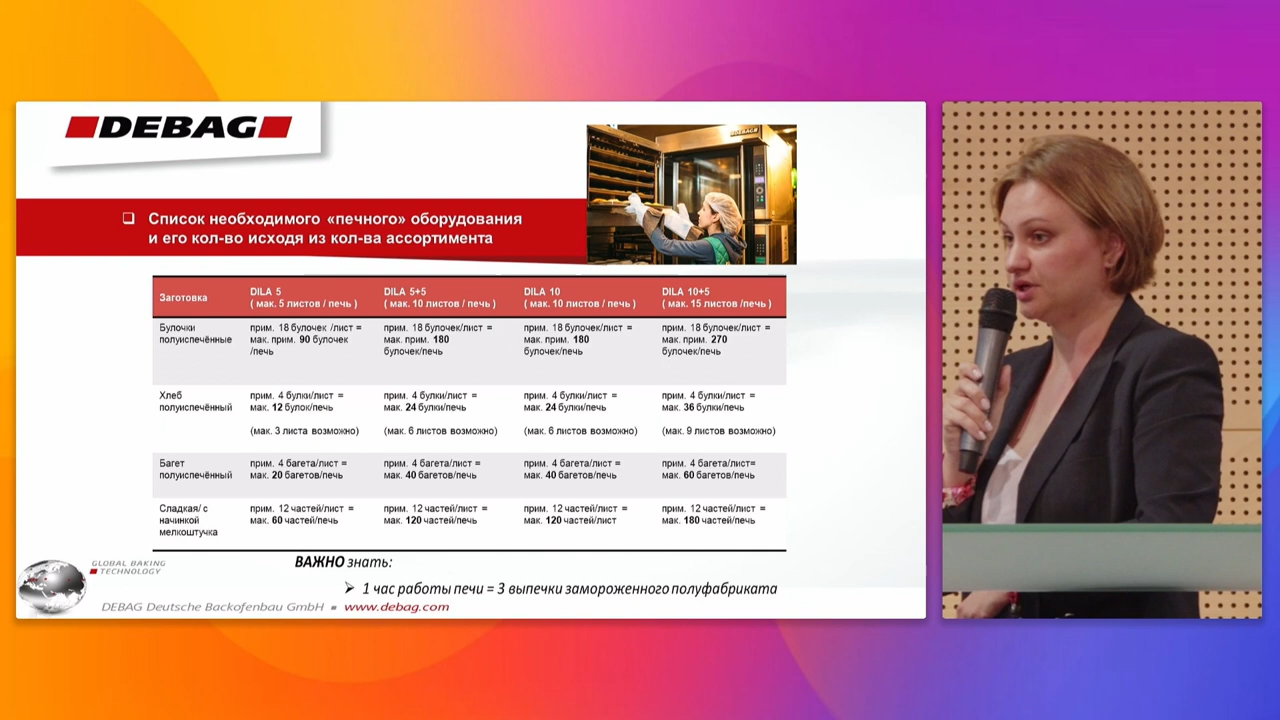 DEBAG
Список необходимого «печного» оборудования
и его кол-во исходя из кол-ва ассортимента
Заготовка
DILA 5
( мак. 5 листов / печь )
DILA 5+5
( мак. 10 листов / печь )
DILA 10
( мак. 10 листов / печь )
DILA 10+5
( мак. 15 листов /печь )
Булочки
полуиспечённые
прим. 18 булочек /лист =
мак. прим. 90 булочек
/печь
прим. 18 булочек/лист =
мак. прим. 180
булочек/печь
прим. 18 булочек/лист =
мак. прим. 180
булочек/печь
прим. 18 булочек/лист =
мак. прим. 270
булочек/печь
Хлеб
полуиспечённый
прим. 4 булки/лист =
мак. 12 булок/печь
(мак. 3 листа возможно)
прим. 4 булки/лист =
мак. 24 булки/печь
(мак. 6 листов возможно)
прим. 4 булки/лист =
мак. 24 булки/печь
(мак. 6 листов возможно)
прим. 4 булки/лист =
мак. 36 булки/печь
(мак. 9 листов возможно)
Багет
полуиспечённый
прим. 4 багета/лист =
мак. 20 багетов/печь
прим. 4 багета/лист=
мак. 40 багетов/печь
прим. 4 багета/лист =
мак. 40 багетов/печь
прим. 4 багета/лист=
мак. 60 багетов/печь
Сладкая/ с
начинкой
мелкоштучка
прим. 12 частей/лист =
мак. 60 частей/печь
прим. 12 частей/лист =
мак. 120 частей/печь
прим. 12 частей/лист =
мак. 120 частей/лист
прим. 12 частей/лист =
мак. 180 частей/печь
ВАЖНО знать:
1 час работы печи = 3 выпечки замороженного полуфабриката
GLOBAL BAKING
TECHNOLOGY
DEBAG Deutsche Backofenbau GmbH www.debag.com